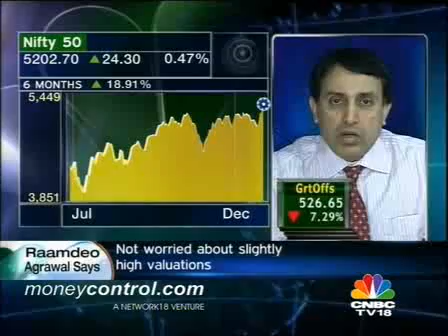 Nifty 50
5202.70 ▲ 24.30 0.47%
6 MONTHS ▲ 18.91%
5,449
3,851
Jul Dec
GrtOffs
526.65
▼ 7.29%
Raamdeo
Agrawal Says
Not worried about slightly
high valuations
moneycontrol.com
A NETWORK18 VENTURE
CNBC
TV18